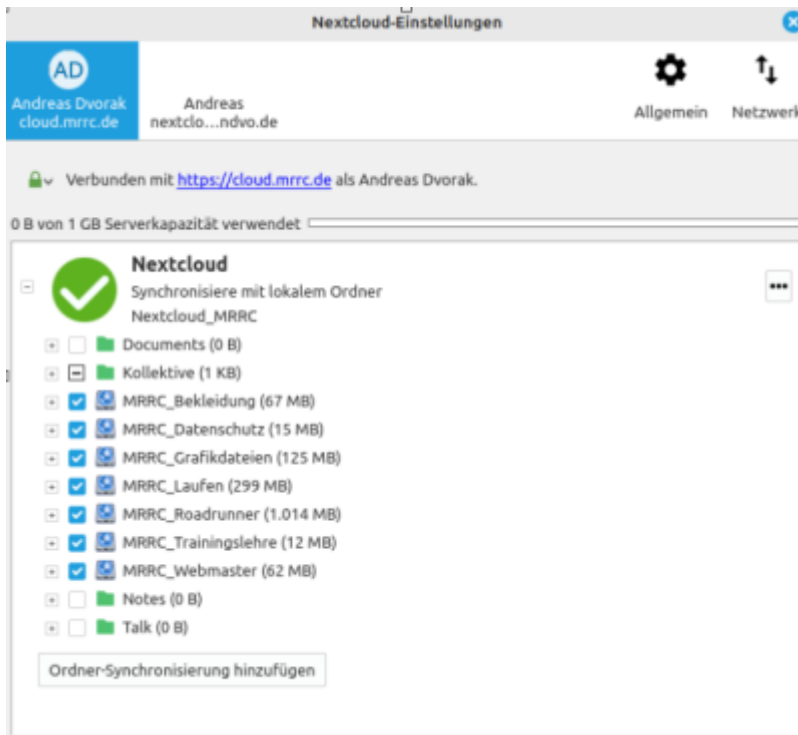 Nextcloud-Einstellungen
AD
Andreas Dvorak
cloud.mrrc.de
Andreas
nextclo...ndvo.de
Allgemein
Netzwerk
Verbunden mit https://cloud.mrrc.de als Andreas Dvorak.
0 B von 1 GB Serverkapazität verwendet
Nextcloud
Synchronisiere mit lokalem Ordner
Nextcloud_MRRC
Documents (0 B)
Kollektive (1 KB)
MRRC_Bekleidung (67 MB)
MRRC_Datenschutz (15 MB)
MRRC_Grafikdateien (125 MB)
MRRC_Laufen (299 MB)
MRRC_Roadrunner (1.014 MB)
MRRC_Trainingslehre (12 MB)
MRRC_Webmaster (62 MB)
Notes (0 B)
Talk (0 B)
Ordner-Synchronisierung hinzufügen